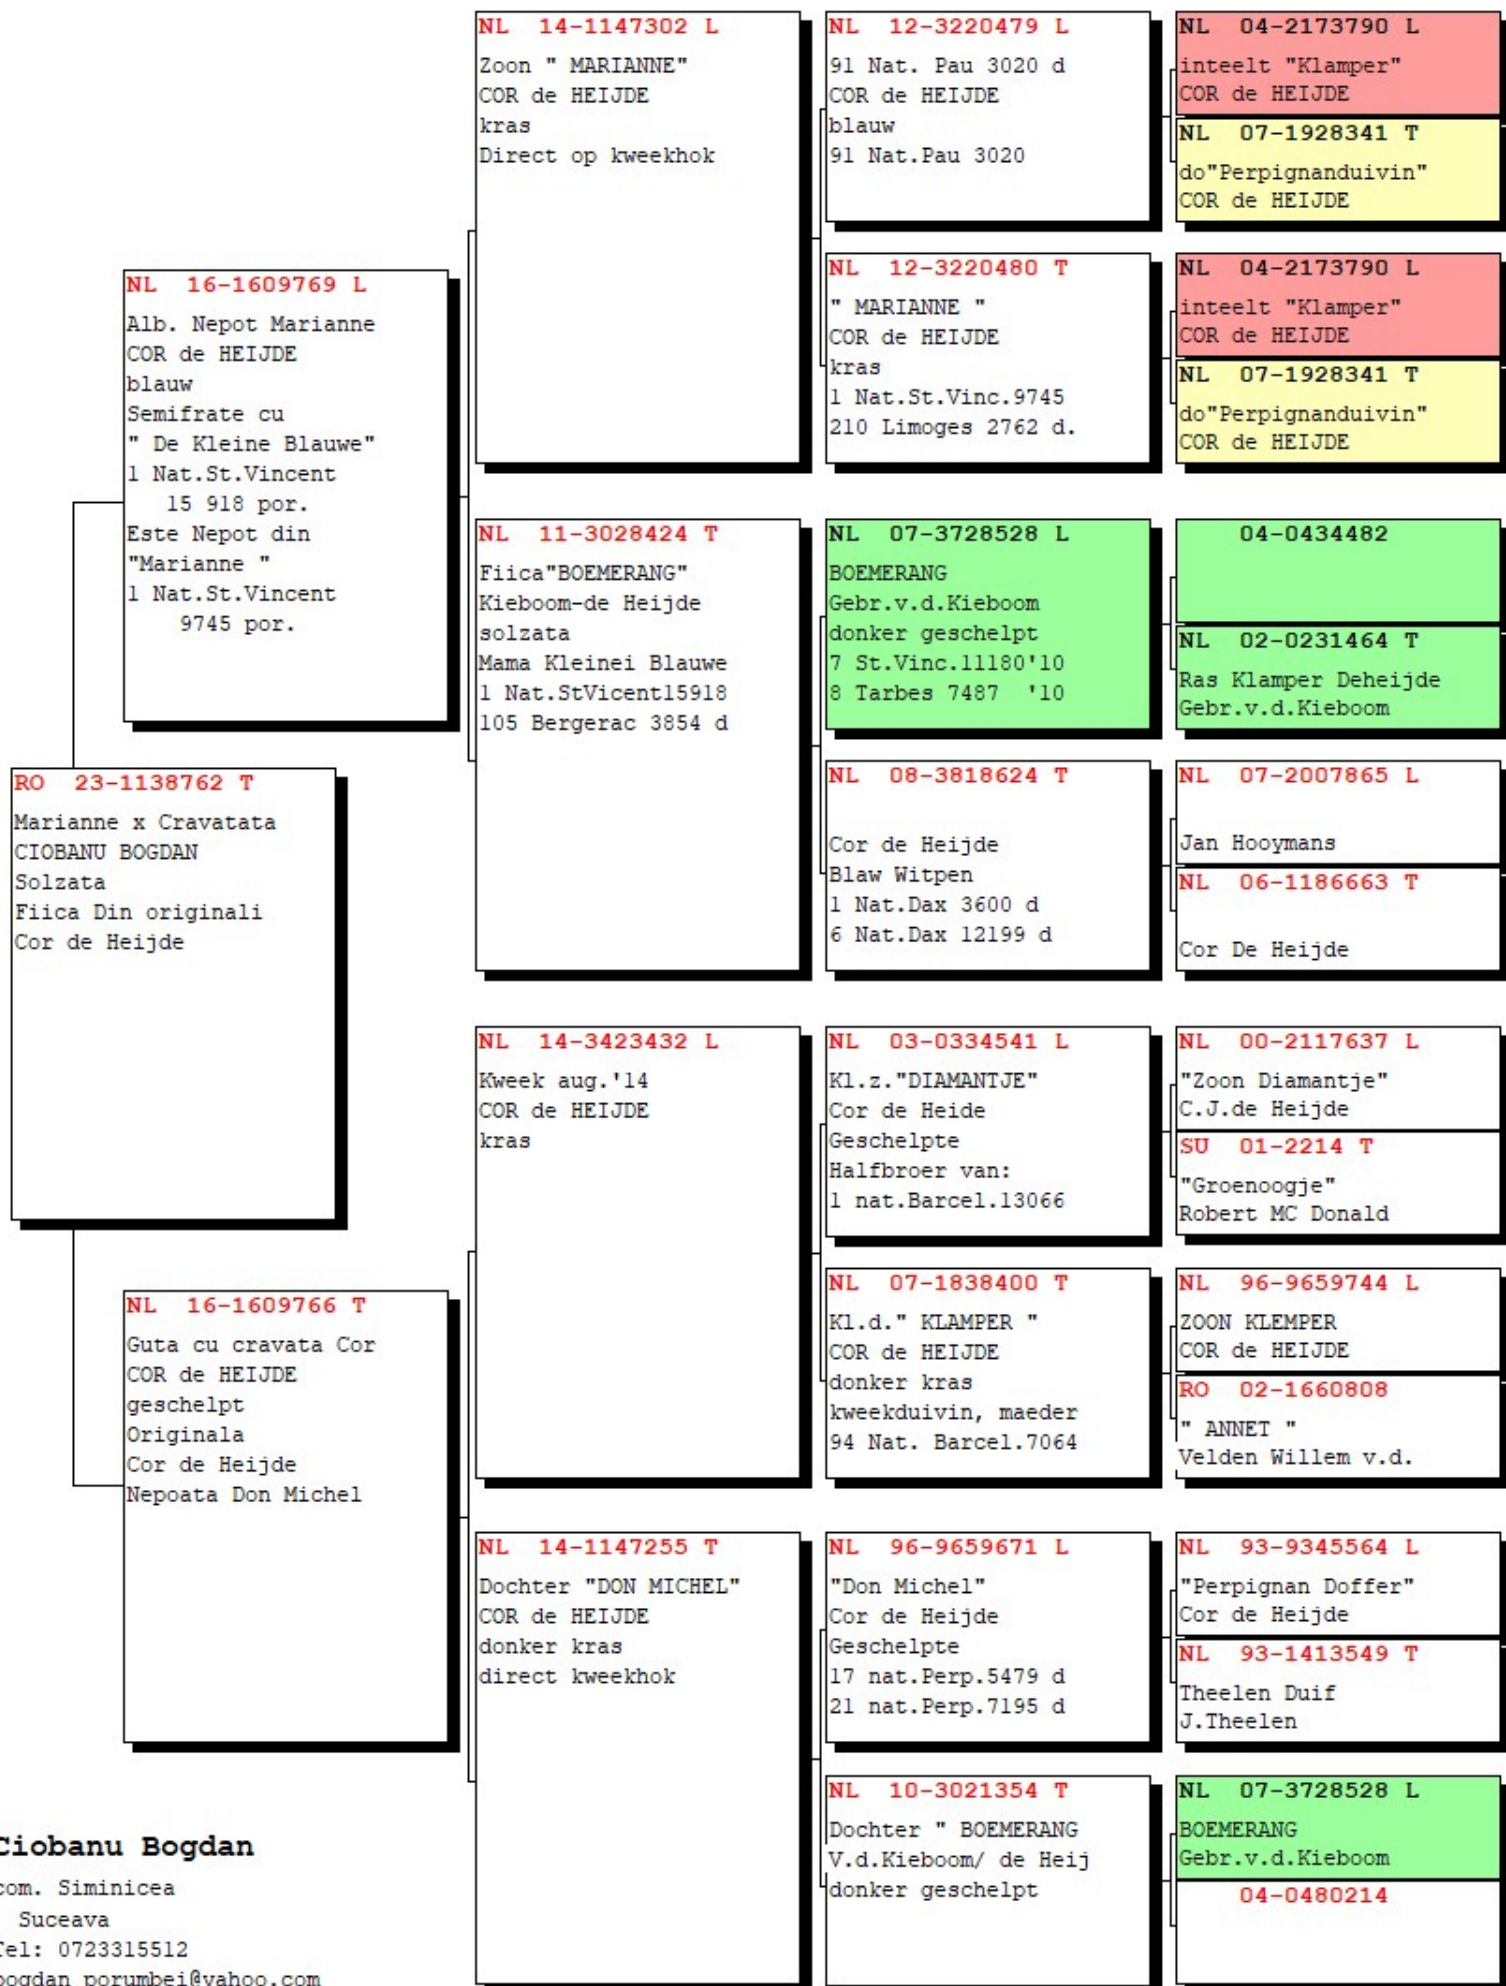 RO 23-1138762 T
Marianne x Cravatata
CIOBANU BOGDAN
Solzata
Fiica Din originali
Cor de Heijde
NL 16-1609769 L
Alb. Nepot Marianne
COR de HEIJDE
blauw
Semifrate cu
" De Kleine Blauwe"
1 Nat.St.Vincent
15 918 por.
Este Nepot din
"Marianne "
1 Nat.St.Vincent
9745 por.
NL 16-1609766 T
Guta cu cravata Cor
COR de HEIJDE
geschelpt
Originala
Cor de Heijde
Nepoata Don Michel
NL 14-1147302 L
Zoon " MARIANNE"
COR de HEIJDE
kras
Direct op kweekhok
NL 11-3028424 T
Fiica"BOEMERANG"
Kieboom-de Heijde
solzata
Mama Kleinei Blauwe
1 Nat.StVicent15918
105 Bergerac 3854 d
NL 14-3423432 L
Kweek aug.'14
COR de HEIJDE
kras
NL 14-1147255 T
Dochter "DON MICHEL"
COR de HEIJDE
donker kras
direct kweekhok
NL 12-3220479 L
91 Nat. Pau 3020 d
COR de HEIJDE
blauw
91 Nat.Pau 3020
NL 12-3220480 T
" MARIANNE "
COR de HEIJDE
kras
1 Nat.St.Vinc.9745
210 Limoges 2762 d.
NL 07-3728528 L
BOEMERANG
Gebr.v.d.Kieboom
donker geschelpt
7 St.Vinc.11180'10
8 Tarbes 7487 '10
NL 08-3818624 T
Cor de Heijde
Blaw Witpen
1 Nat.Dax 3600 d
6 Nat.Dax 12199 d
NL 03-0334541 L
Kl.z."DIAMANTJE"
Cor de Heide
Geschelpte
Halfbroer van:
1 nat.Barcel.13066
NL 07-1838400 T
Kl.d." KLAMPER "
COR de HEIJDE
donker kras
kweekduivin, maeder
94 Nat. Barcel.7064
NL 96-9659671 L
"Don Michel"
Cor de Heijde
Geschelpte
17 nat.Perp.5479 d
21 nat.Perp.7195 d
NL 10-3021354 T
Dochter " BOEMERANG
V.d.Kieboom/ de Heij
donker geschelpt
NL 04-2173790 L
inteelt "Klamper"
COR de HEIJDE
NL 07-1928341 T
do"Perpignanduivin"
COR de HEIJDE
NL 04-2173790 L
inteelt "Klamper"
COR de HEIJDE
NL 07-1928341 T
do"Perpignanduivin"
COR de HEIJDE
04-0434482
NL 02-0231464 T
Ras Klamper Deheijde
Gebr.v.d.Kieboom
NL 07-2007865 L
Jan Hooymans
NL 06-1186663 T
Cor De Heijde
NL 00-2117637 L
"Zoon Diamantje"
C.J.de Heijde
SU 01-2214 T
"Groenoogje"
Robert MC Donald
NL 96-9659744 L
ZOON KLEMPER
COR de HEIJDE
RO 02-1660808
" ANNET "
Velden Willem v.d.
NL 93-9345564 L
"Perpignan Doffer"
Cor de Heijde
NL 93-1413549 T
Theelen Duif
J.Theelen
NL 07-3728528 L
BOEMERANG
Gebr.v.d.Kieboom
04-0480214
Ciobanu Bogdan
com. Siminicea
Suceava
Tel: 0723315512
bogdan_porumbei@yahoo.com